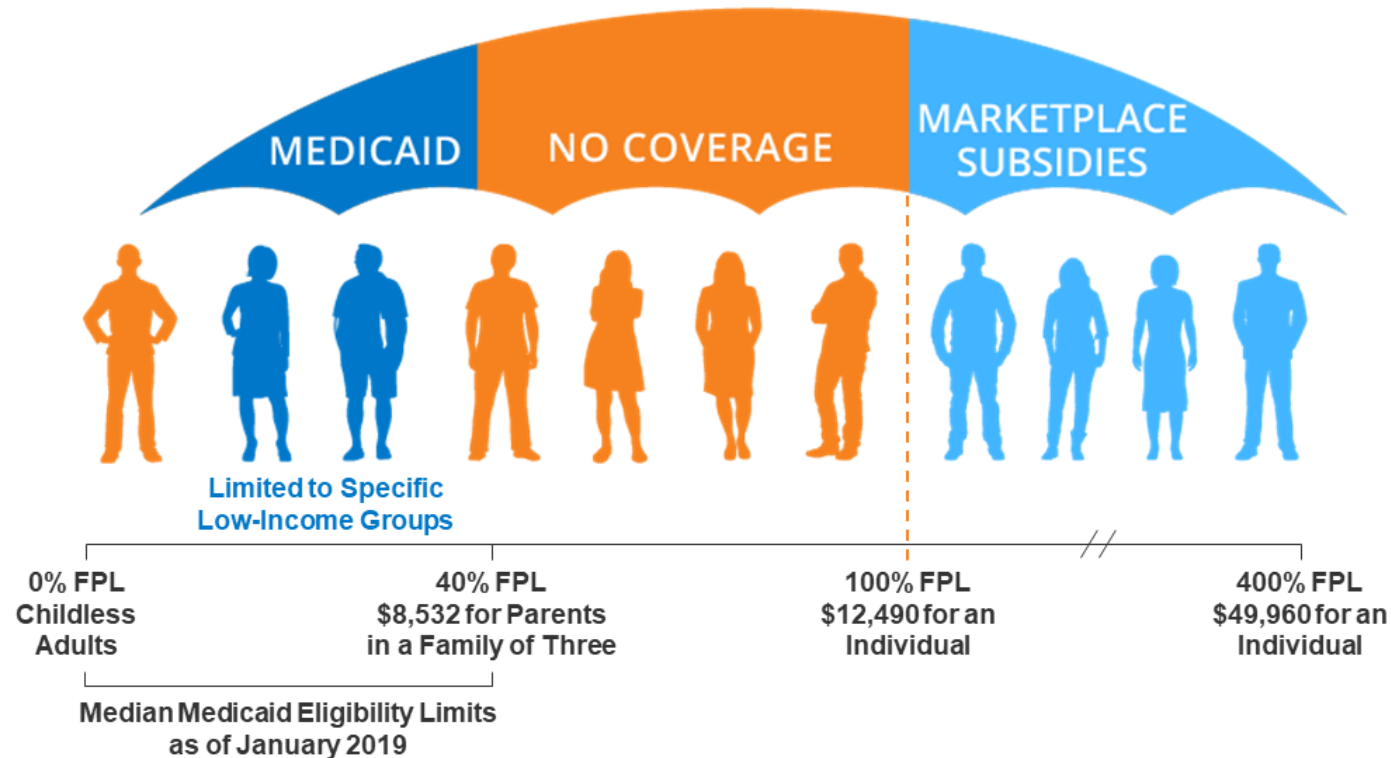 MEDICAID
NO COVERAGE
MARKETPLACE
SUBSIDIES
Limited to Specific
Low-Income Groups
0% FPL
Childless
Adults
40% FPL
$8,532 for Parents
in a Family of Three
100% FPL
$12,490 for an
Individual
400% FPL
$49,960 for an
Individual
Median Medicaid Eligibility Limits
as of January 2019